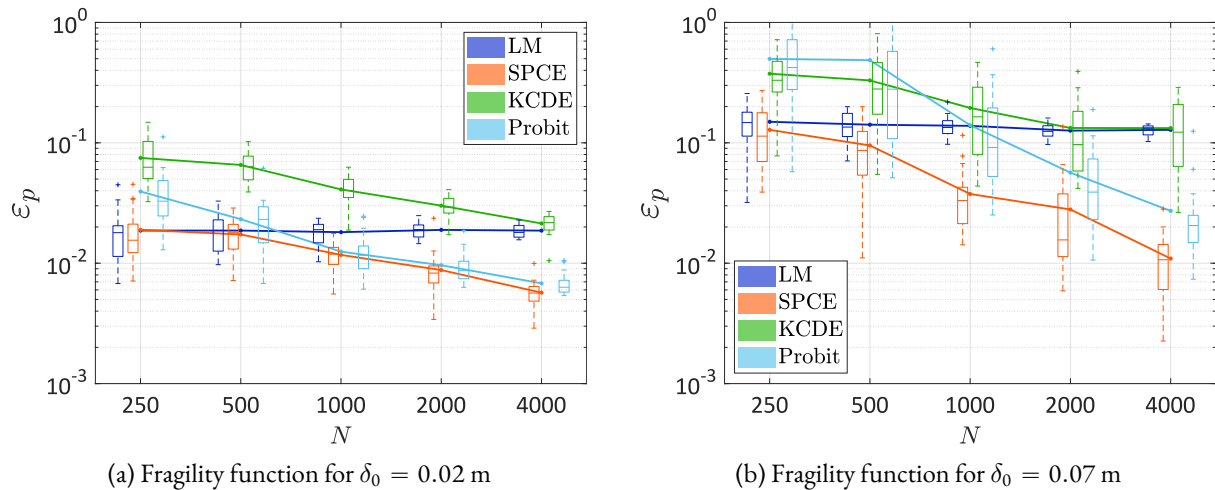 10^0
10^-1
10^-2
10^-3
ε_p
250 500 1000 2000 4000
N
LM
SPCE
KCDE
Probit
(a) Fragility function for δ_0 = 0.02 m
10^0
10^-1
10^-2
10^-3
ε_p
250 500 1000 2000 4000
N
LM
SPCE
KCDE
Probit
(b) Fragility function for δ_0 = 0.07 m